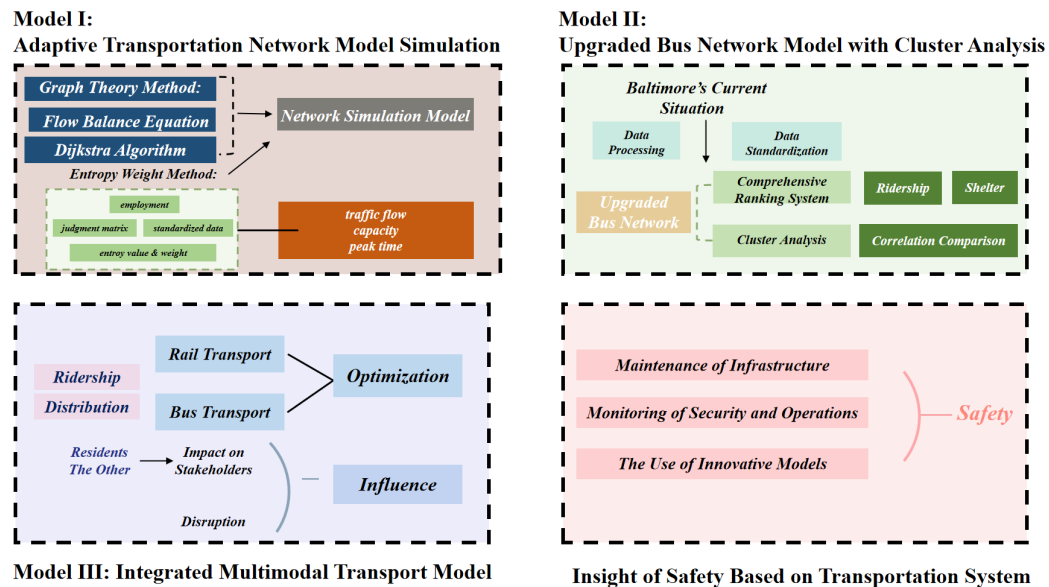 Model I:
Adaptive Transportation Network Model Simulation
Graph Theory Method:
Flow Balance Equation
Dijkstra Algorithm
Network Simulation Model
Entropy Weight Method:
employment
judgment matrix
standardized data
entroy value & weight
traffic flow
capacity
peak time
Model II:
Upgraded Bus Network Model with Cluster Analysis
Baltimore's Current
Situation
Data
Processing
Data
Standardization
Upgraded
Bus Network
Comprehensive
Ranking System
Ridership
Shelter
Cluster Analysis
Correlation Comparison
Rail Transport
Ridership
Distribution
Bus Transport
Optimization
Residents
The Other
Impact on
Stakeholders
Influence
Disruption
Model III: Integrated Multimodal Transport Model
Maintenance of Infrastructure
Monitoring of Security and Operations
The Use of Innovative Models
Safety
Insight of Safety Based on Transportation System